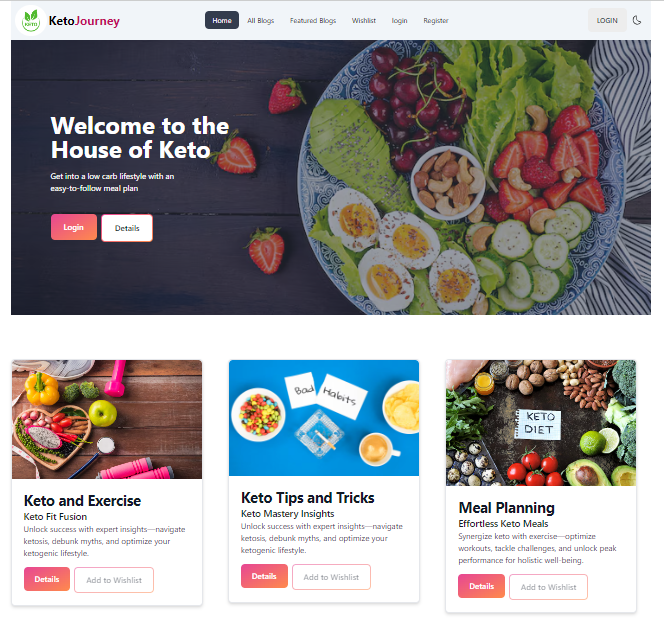 KETO
KetoJourney
Home
All Blogs
Featured Blogs
Wishlist
login
Register
LOGIN
Welcome to the
House of Keto
Get into a low carb lifestyle with an
easy-to-follow meal plan
Login
Details
Keto and Exercise
Keto Fit Fusion
Unlock success with expert insights—navigate
ketosis, debunk myths, and optimize your
ketogenic lifestyle.
Details
Add to Wishlist
Bad
Habits
Keto Tips and Tricks
Keto Mastery Insights
Unlock success with expert insights—navigate
ketosis, debunk myths, and optimize your
ketogenic lifestyle.
Details
Add to Wishlist
KETO
DIET
Meal Planning
Effortless Keto Meals
Synergize keto with exercise—optimize
workouts, tackle challenges, and unlock peak
performance for holistic well-being.
Details
Add to Wishlist